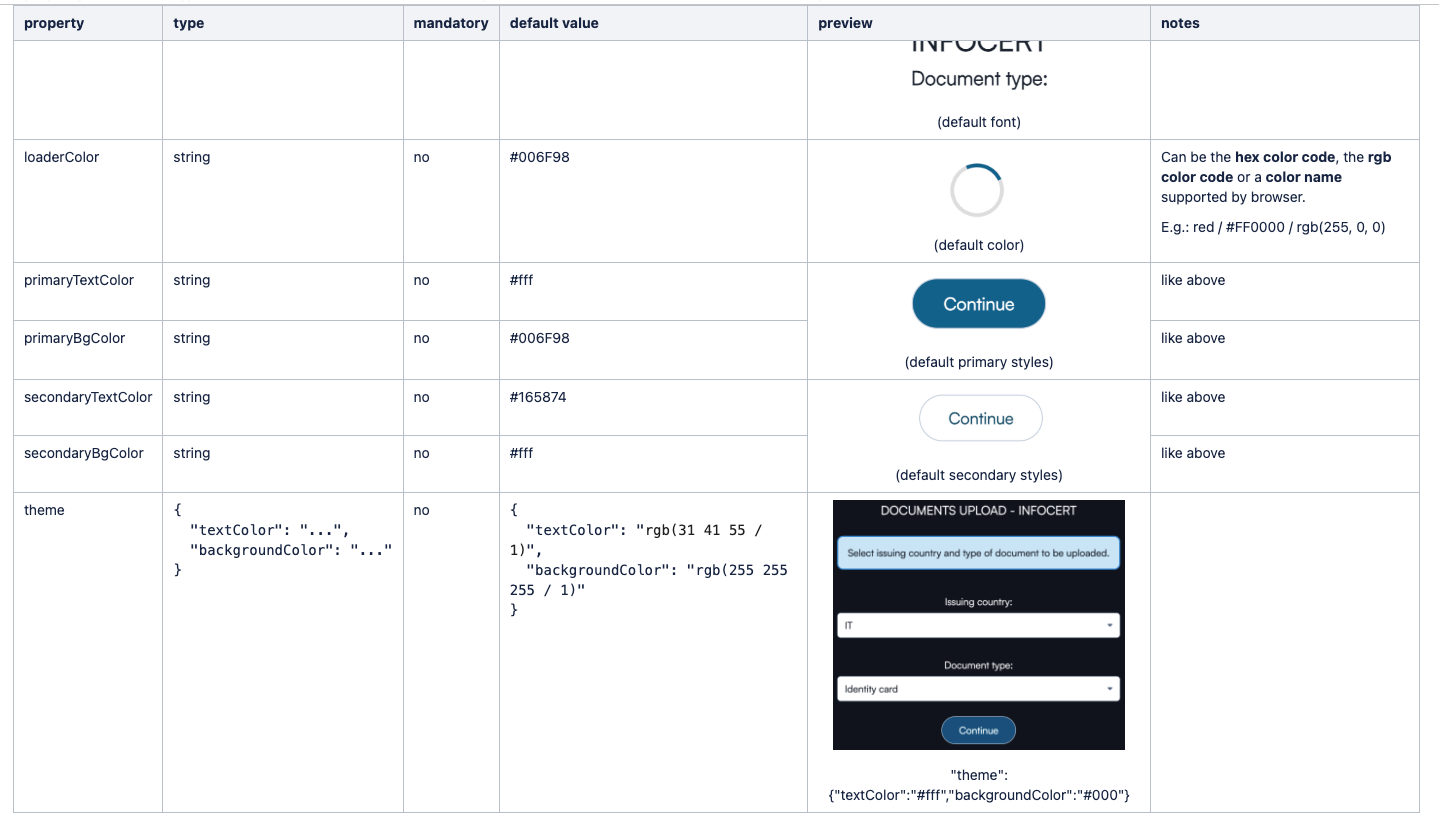 property type mandatory default value preview notes
INFOCERT
Document type:
(default font)
loaderColor string no #006F98
Can be the hex color code, the rgb
color code or a color name
supported by browser.
E.g.: red / #FF0000 / rgb(255, 0, 0)
(default color)
primaryTextColor string no #fff
Continue
like above
primaryBgColor string no #006F98
like above
(default primary styles)
secondaryTextColor string no #165874
Continue
like above
secondaryBgColor string no #fff
like above
(default secondary styles)
theme
{
"textColor": "...",
"backgroundColor": "..."
}
no
{
"textColor": "rgb(31 41 55 /
1)",
"backgroundColor": "rgb(255 255
255 / 1)"
}
DOCUMENTS UPLOAD - INFOCERT
Select issuing country and type of document to be uploaded.
Issuing country:
IT
Document type:
Identity card
Continue
"theme":
{"textColor":"#fff","backgroundColor":"#000"}